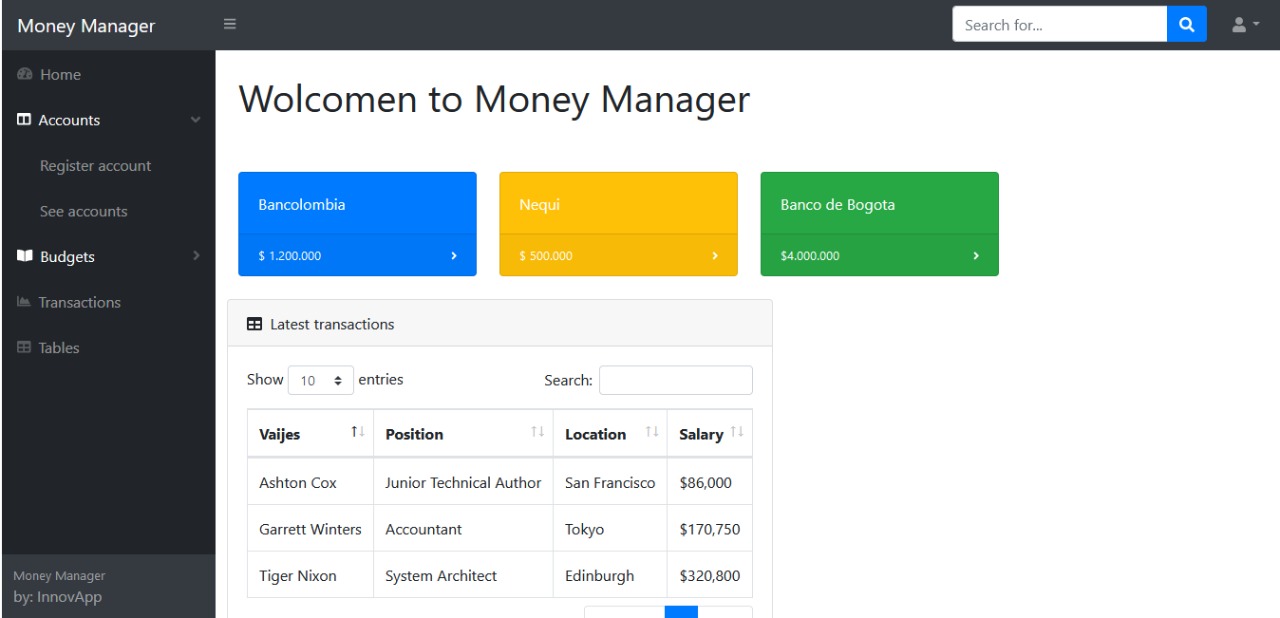 Money Manager
Search for...
Home
Accounts
Register account
See accounts
Budgets
Transactions
Tables
Money Manager
by: InnovApp
Wolcomen to Money Manager
Bancolombia
$ 1.200.000
Nequi
$ 500.000
Banco de Bogota
$4.000.000
Latest transactions
Show 10 entries
Search:
Vaijes Position Location Salary
Ashton Cox Junior Technical Author San Francisco $86,000
Garrett Winters Accountant Tokyo $170,750
Tiger Nixon System Architect Edinburgh $320,800